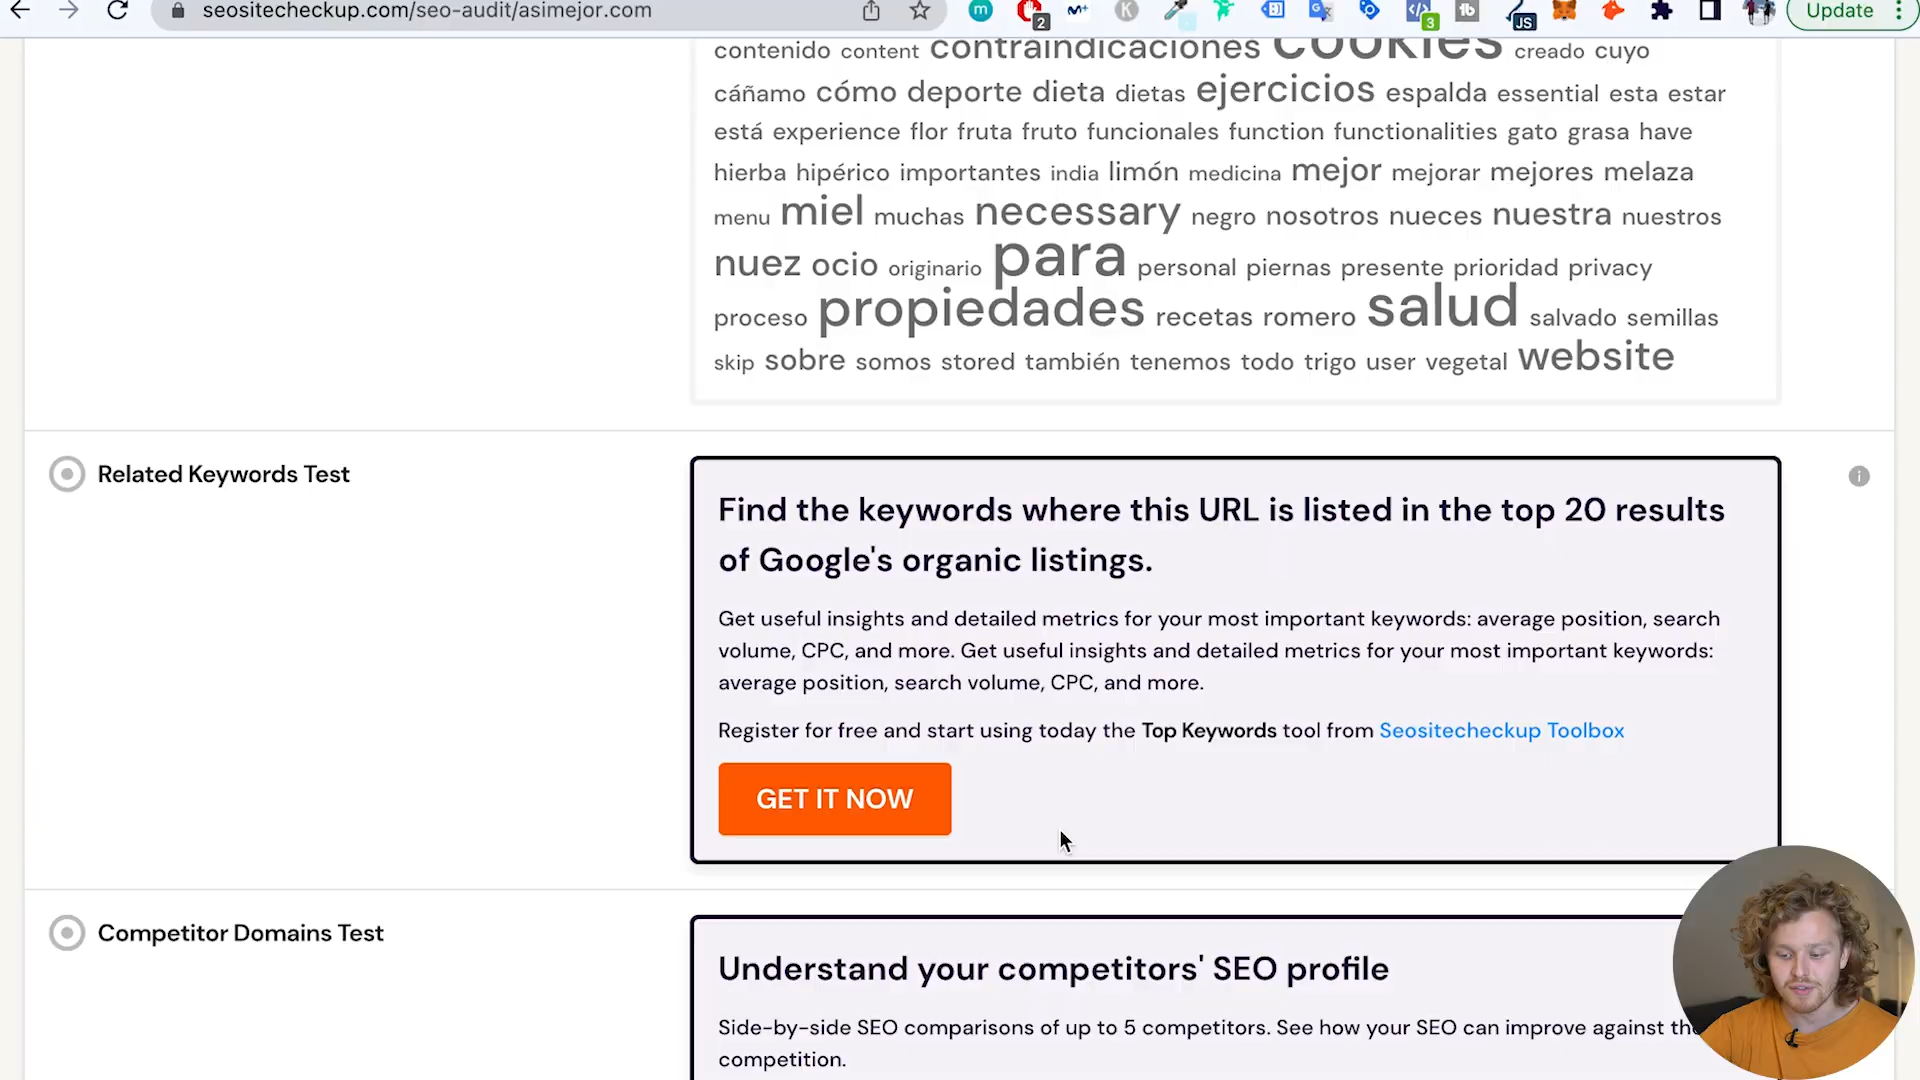 seositecheckup.com/seo-audit/asimejor.com
2
3
JS
Update
contenido content contraindicaciones cookies creado cuyo
cáñamo cómo deporte dieta dietas ejercicios espalda essential esta estar
está experience flor fruta fruto funcionales function functionalities gato grasa have
hierba hipérico importantes india limón medicina mejor mejorar mejores melaza
menu miel muchas necessary negro nosotros nueces nuestra nuestros
nuez ocio originario para personal piernas presente prioridad privacy
proceso propiedades recetas romero salud salvado semillas
skip sobre somos stored también tenemos todo trigo user vegetal website
Related Keywords Test
Find the keywords where this URL is listed in the top 20 results
of Google's organic listings.
Get useful insights and detailed metrics for your most important keywords: average position, search
volume, CPC, and more. Get useful insights and detailed metrics for your most important keywords:
average position, search volume, CPC, and more.
Register for free and start using today the Top Keywords tool from Seositecheckup Toolbox
GET IT NOW
Competitor Domains Test
Understand your competitors' SEO profile
Side-by-side SEO comparisons of up to 5 competitors. See how your SEO can improve against
competition.